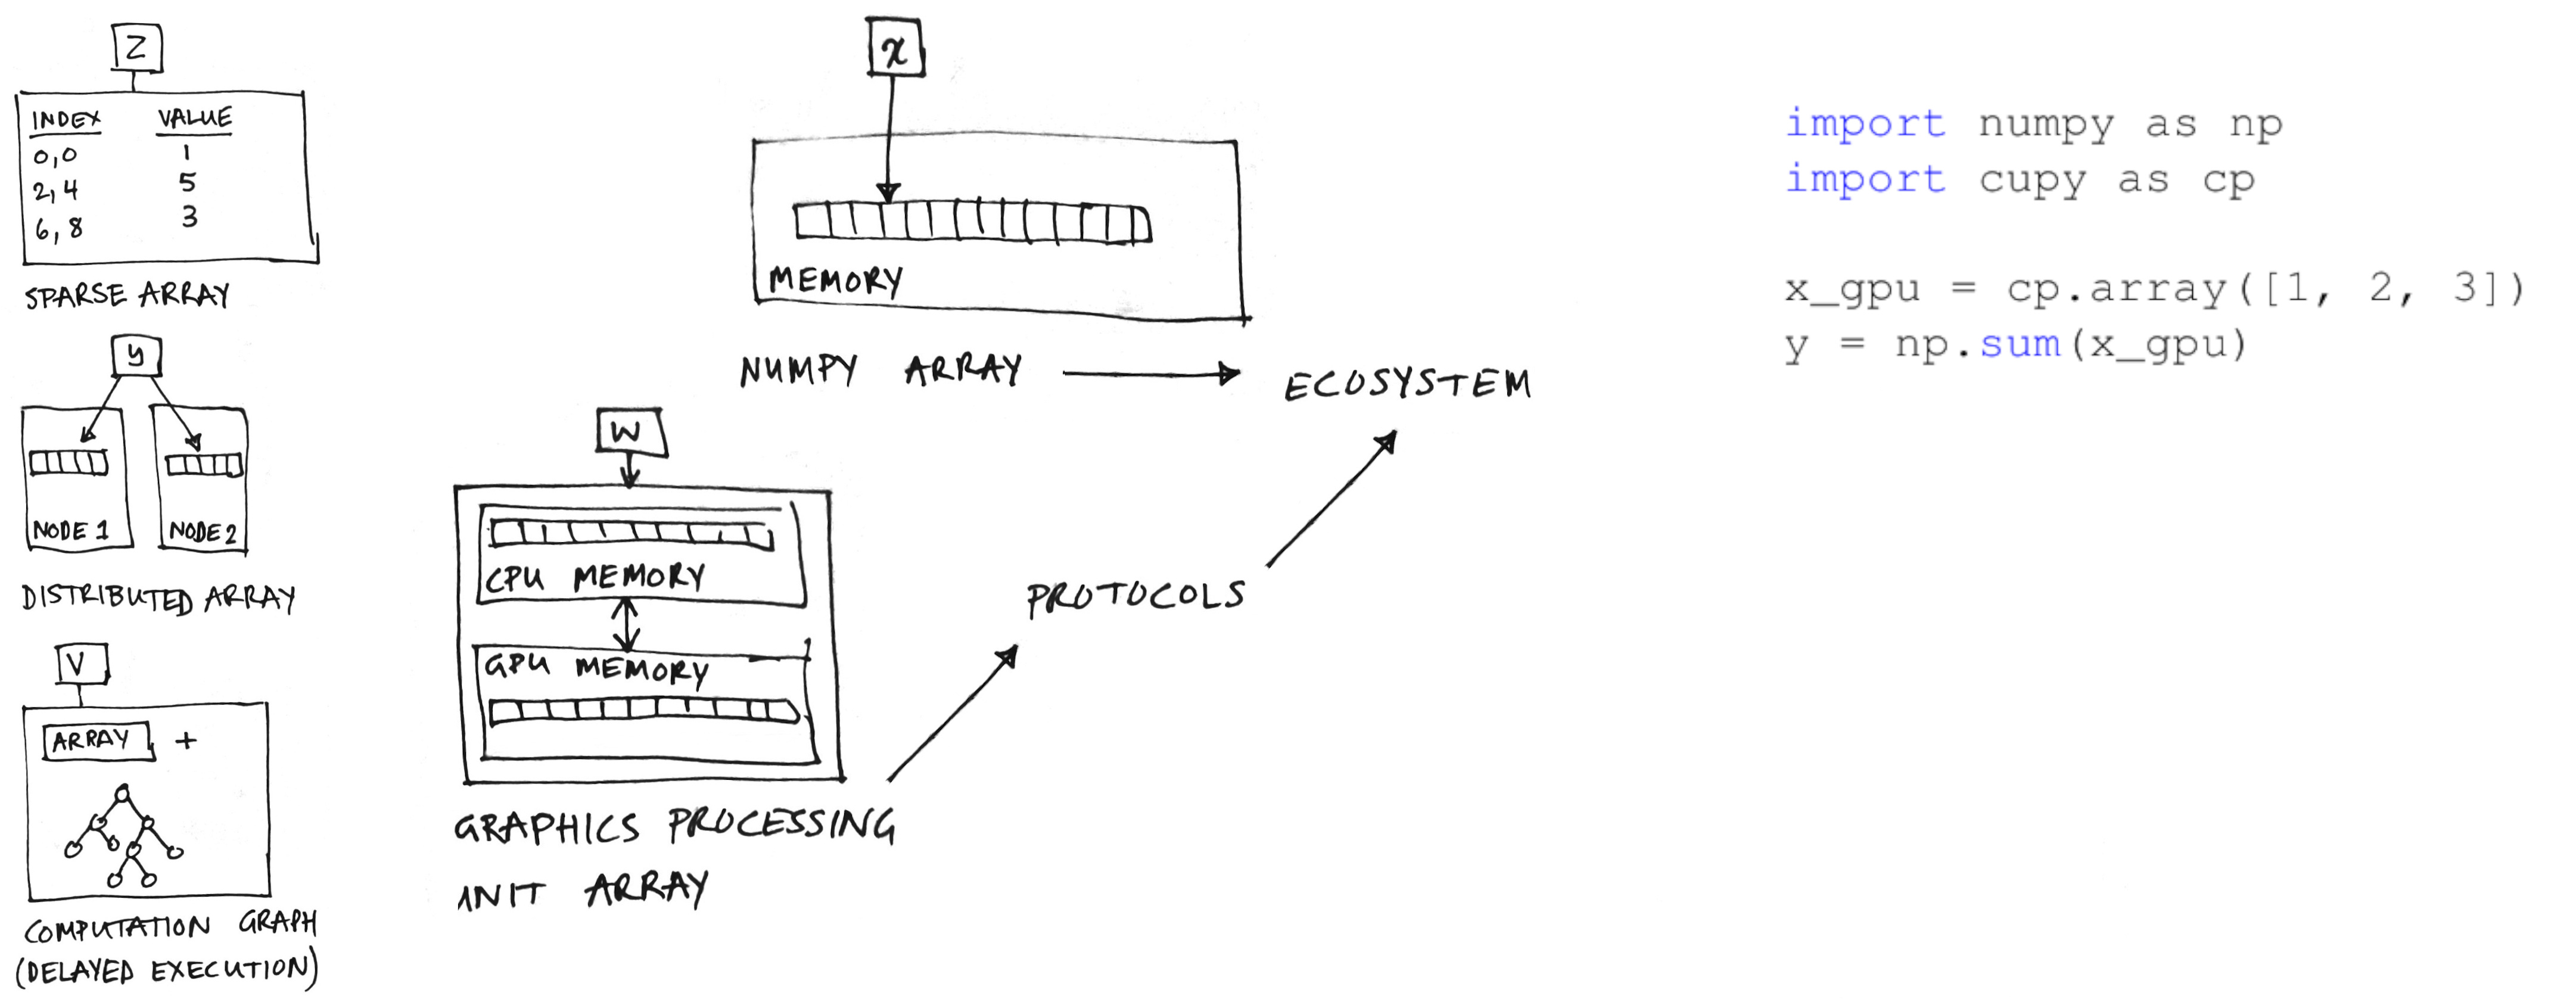 Z
INDEX VALUE
0,0 1
2,4 5
6,8 3
SPARSE ARRAY
y
NODE 1 NODE 2
DISTRIBUTED ARRAY
V
ARRAY +
COMPUTATION GRAPH
(DELAYED EXECUTION)
x
MEMORY
NUMPY ARRAY
ECOSYSTEM
W
CPU MEMORY
GPU MEMORY
GRAPHICS PROCESSING
UNIT ARRAY
PROTOCOLS
import numpy as np
import cupy as cp
x_gpu = cp.array([1, 2, 3])
y = np.sum(x_gpu)